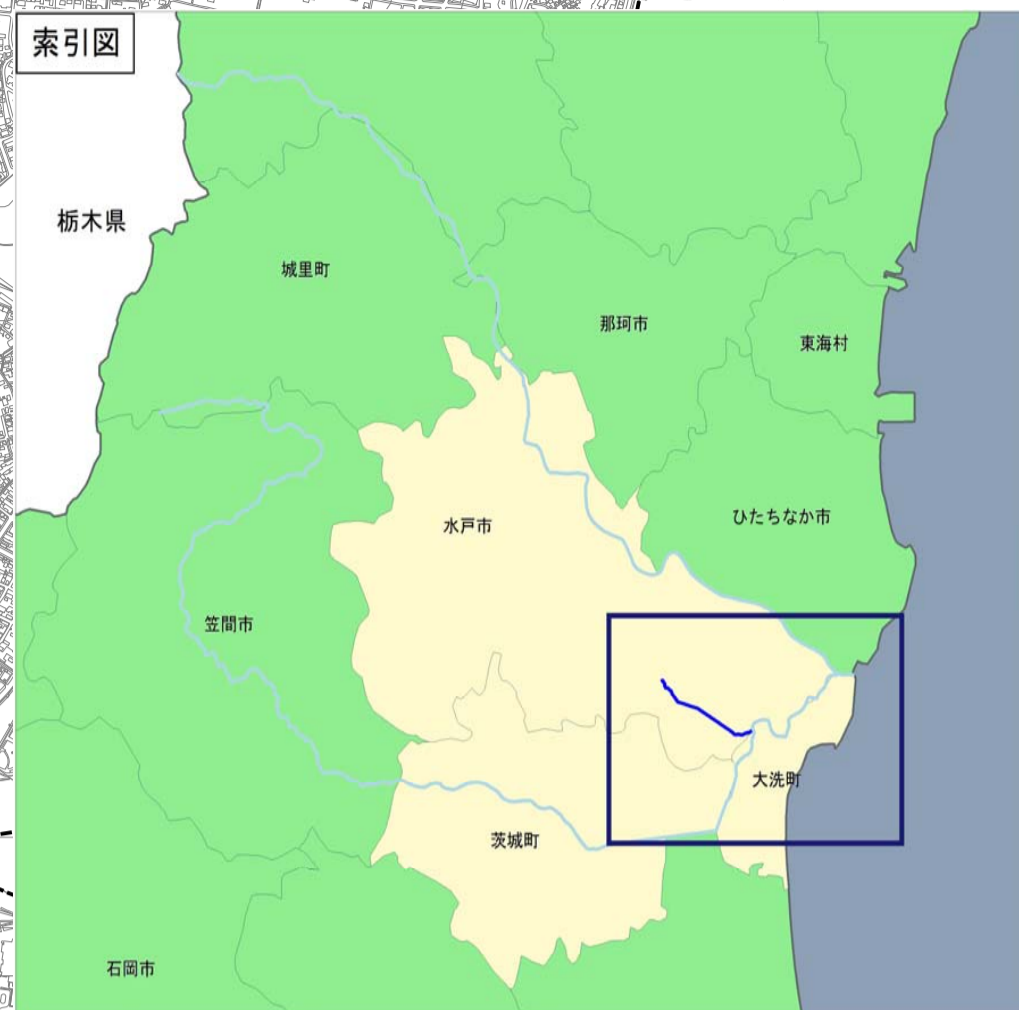 索引図
栃木県
城里町
那珂市
東海村
水戸市
ひたちなか市
笠間市
大洗町
茨城町
石岡市